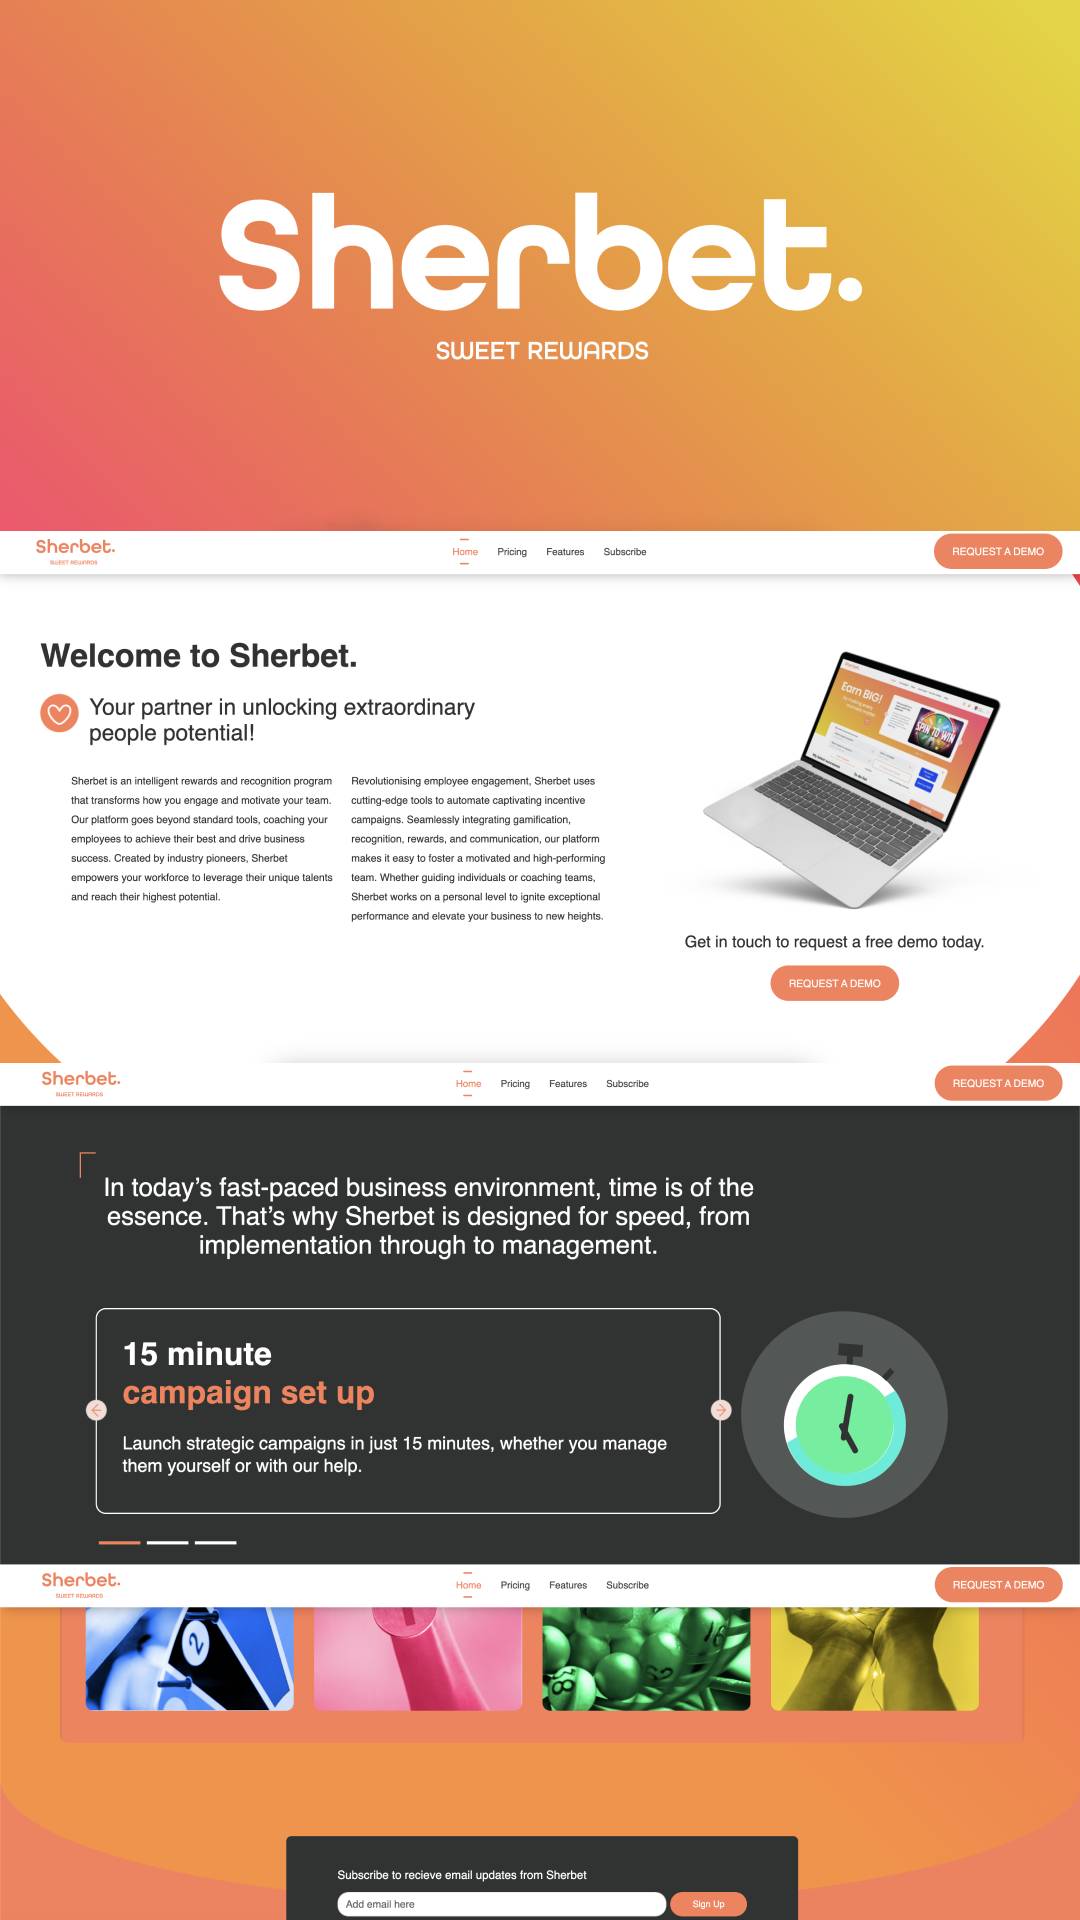 Sherbet.
SWEET REWARDS
Sherbet.
SWEET REWARDS
Home Pricing Features Subscribe
REQUEST A DEMO
Welcome to Sherbet.
Your partner in unlocking extraordinary
people potential!
Sherbet is an intelligent rewards and recognition program
that transforms how you engage and motivate your team.
Our platform goes beyond standard tools, coaching your
employees to achieve their best and drive business
success. Created by industry pioneers, Sherbet
empowers your workforce to leverage their unique talents
and reach their highest potential.
Revolutionising employee engagement, Sherbet uses
cutting-edge tools to automate captivating incentive
campaigns. Seamlessly integrating gamification,
recognition, rewards, and communication, our platform
makes it easy to foster a motivated and high-performing
team. Whether guiding individuals or coaching teams,
Sherbet works on a personal level to ignite exceptional
performance and elevate your business to new heights.
Earn BIG!
SPIN TO WIN
Get in touch to request a free demo today.
REQUEST A DEMO
Sherbet.
SWEET REWARDS
Home Pricing Features Subscribe
REQUEST A DEMO
In today's fast-paced business environment, time is of the
essence. That's why Sherbet is designed for speed, from
implementation through to management.
15 minute
campaign set up
Launch strategic campaigns in just 15 minutes, whether you manage
them yourself or with our help.
Sherbet.
SWEET REWARDS
Home Pricing Features Subscribe
REQUEST A DEMO
2
Subscribe to recieve email updates from Sherbet
Add email here
Sign Up